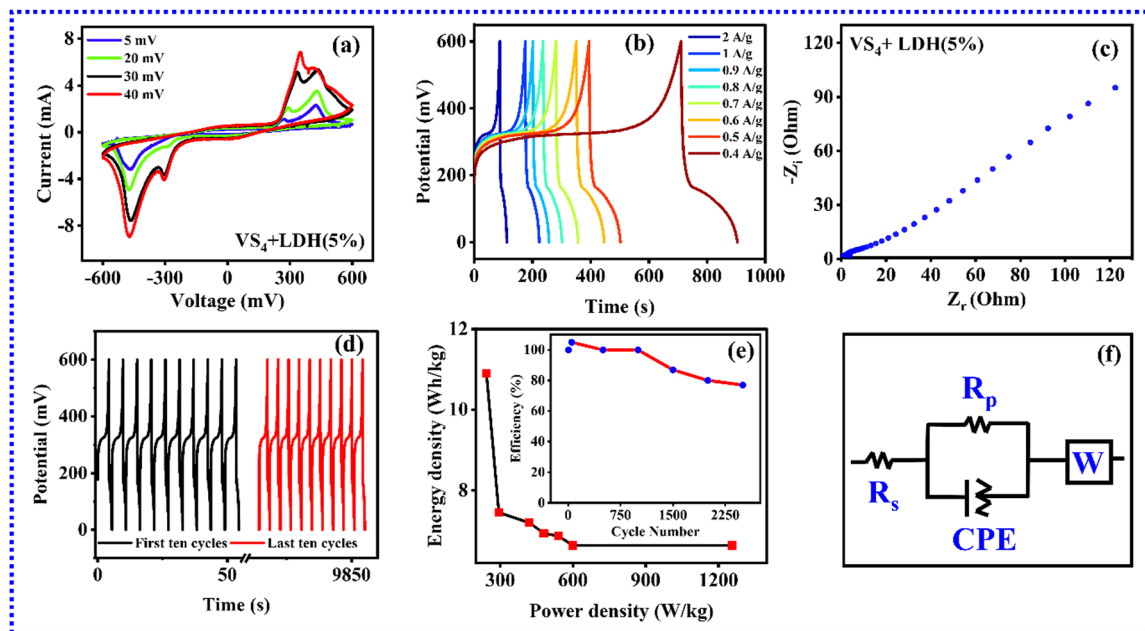 (a)
5 mV
20 mV
30 mV
40 mV
VS₄+LDH(5%)
Current (mA)
8
4
0
-4
-8
-600 -300 0 300 600
Voltage (mV)
(b)
2 A/g
1 A/g
0.9 A/g
0.8 A/g
0.7 A/g
0.6 A/g
0.5 A/g
0.4 A/g
Potential (mV)
600
400
200
0
0 200 400 600 800 1000
Time (s)
VS₄+ LDH(5%)
(c)
-Zᵢ (Ohm)
120
90
60
30
0
0 20 40 60 80 100 120
Zᵣ (Ohm)
(d)
Potential (mV)
600
400
200
0
First ten cycles
Last ten cycles
0 50 9850
Time (s)
(e)
Energy density (Wh/kg)
12
10
8
300 600 900 1200
Power density (W/kg)
Efficiency (%)
100
80
60
40
20
0
0 750 1500 2250
Cycle Number
(f)
Rₚ
Rₛ
W
CPE